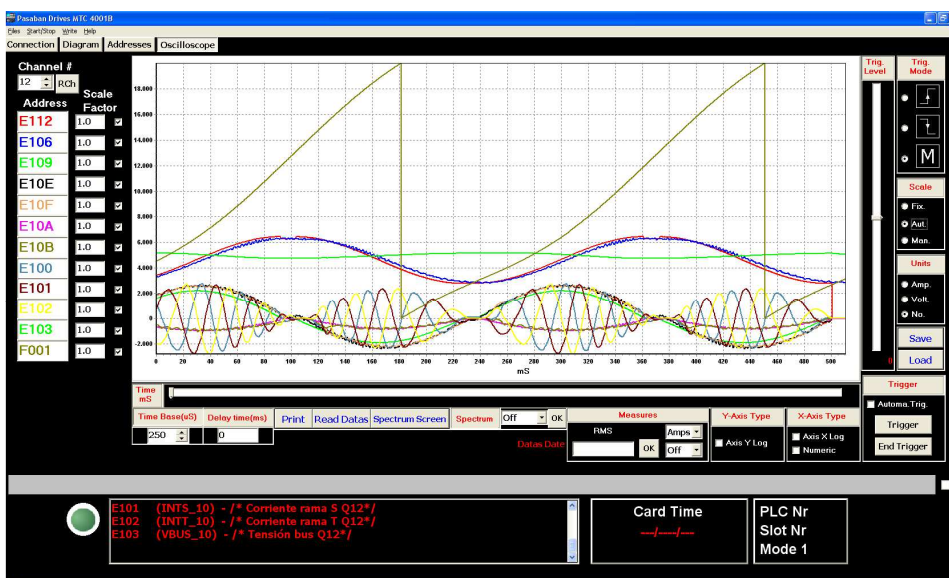 Pasaban Drives MTC 4001B
Files Start/Stop Write Help
Connection Diagram Addresses Oscilloscope
Channel #
12 RCh
Address Scale Factor
E112 1.0
E106 1.0
E109 1.0
E10E 1.0
E10F 1.0
E10A 1.0
E10B 1.0
E100 1.0
E101 1.0
E102 1.0
E103 1.0
F001 1.0
18.000
16.000
14.000
12.000
10.000
8.000
6.000
4.000
2.000
0
-2.000
0 20 40 60 80 100 120 140 160 180 200 220 240 260 280 300 320 340 360 380 400 420 440 460 480 500
mS
Trig. Level
0
Trig. Mode
M
Scale
Fix.
Aut.
Man.
Units
Amp.
Volt.
No.
Save
Load
Time mS
Time Base(uS) Delay time(ms) Print Read Datas Spectrum Screen Spectrum Off OK
250 0
Datas Date
Measures
RMS Amps
OK Off
Y-Axis Type
Axis Y Log
X-Axis Type
Axis X Log
Numeric
Trigger
Automa.Trig.
Trigger
End Trigger
E101 (INTS_10) - /* Corriente rama S Q12*/
E102 (INTT_10) - /* Corriente rama T Q12*/
E103 (VBUS_10) - /* Tensión bus Q12*/
Card Time
---/----/---
PLC Nr
Slot Nr
Mode 1